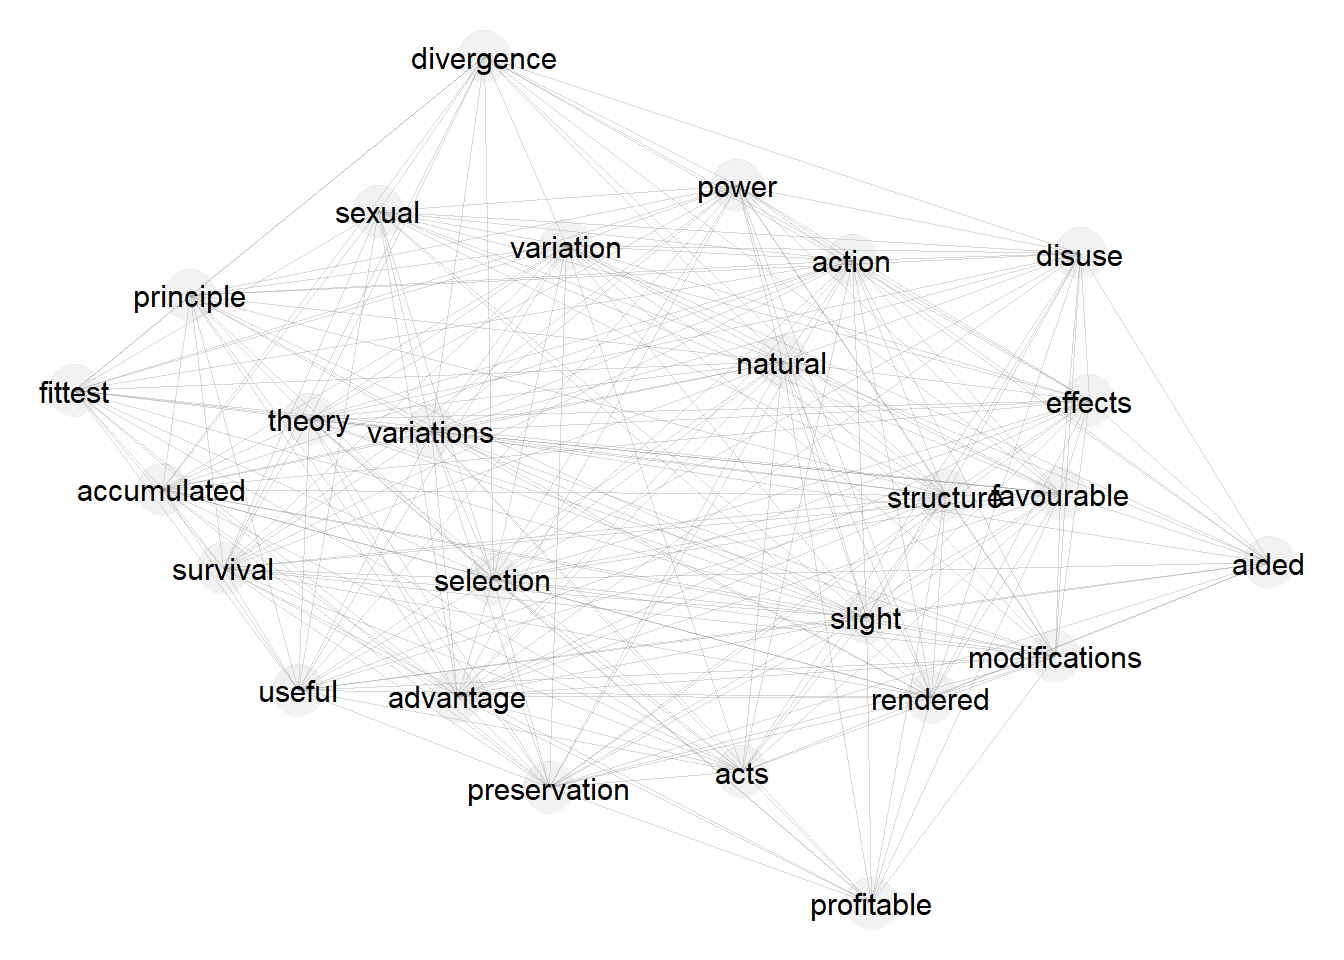 divergence
power
sexual
variation
action
disuse
principle
natural
fittest
effects
theory
variations
accumulated
structure
favourable
survival
selection
aided
slight
modifications
useful
advantage
rendered
acts
preservation
profitable